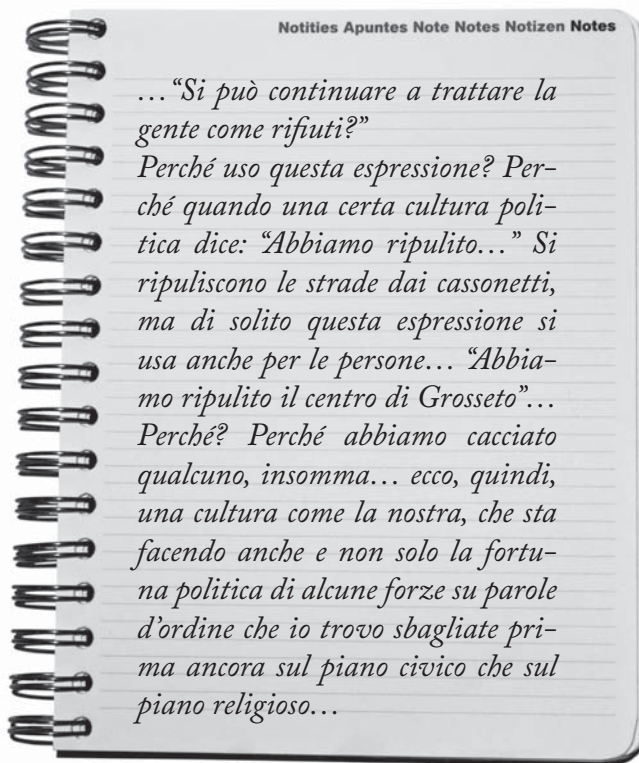 Notities Apuntes Note Notes Notizen Notes
…“Si può continuare a trattare la
gente come rifiuti?”
Perché uso questa espressione? Per-
ché quando una certa cultura poli-
tica dice: “Abbiamo ripulito…” Si
ripuliscono le strade dai cassonetti,
ma di solito questa espressione si
usa anche per le persone… “Abbia-
mo ripulito il centro di Grosseto”…
Perché? Perché abbiamo cacciato
qualcuno, insomma… ecco, quindi,
una cultura come la nostra, che sta
facendo anche e non solo la fortu-
na politica di alcune forze su parole
d’ordine che io trovo sbagliate pri-
ma ancora sul piano civico che sul
piano religioso…